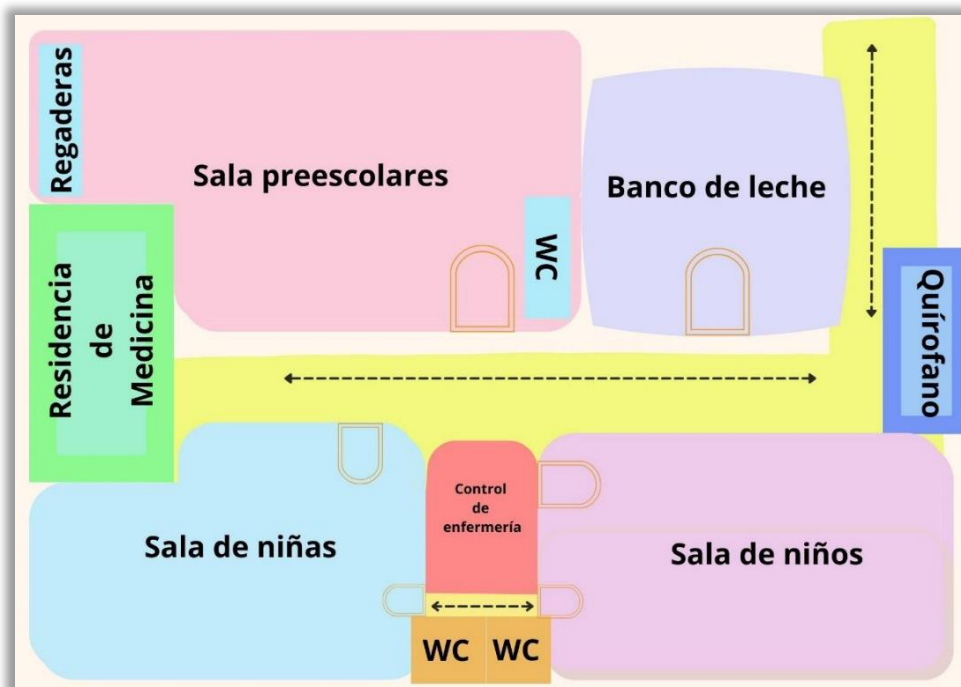 Regaderas
Sala preescolares
Banco de leche
WC
Residencia
de
Medicina
Quírofano
Control
de
enfermería
Sala de niñas
Sala de niños
WC
WC